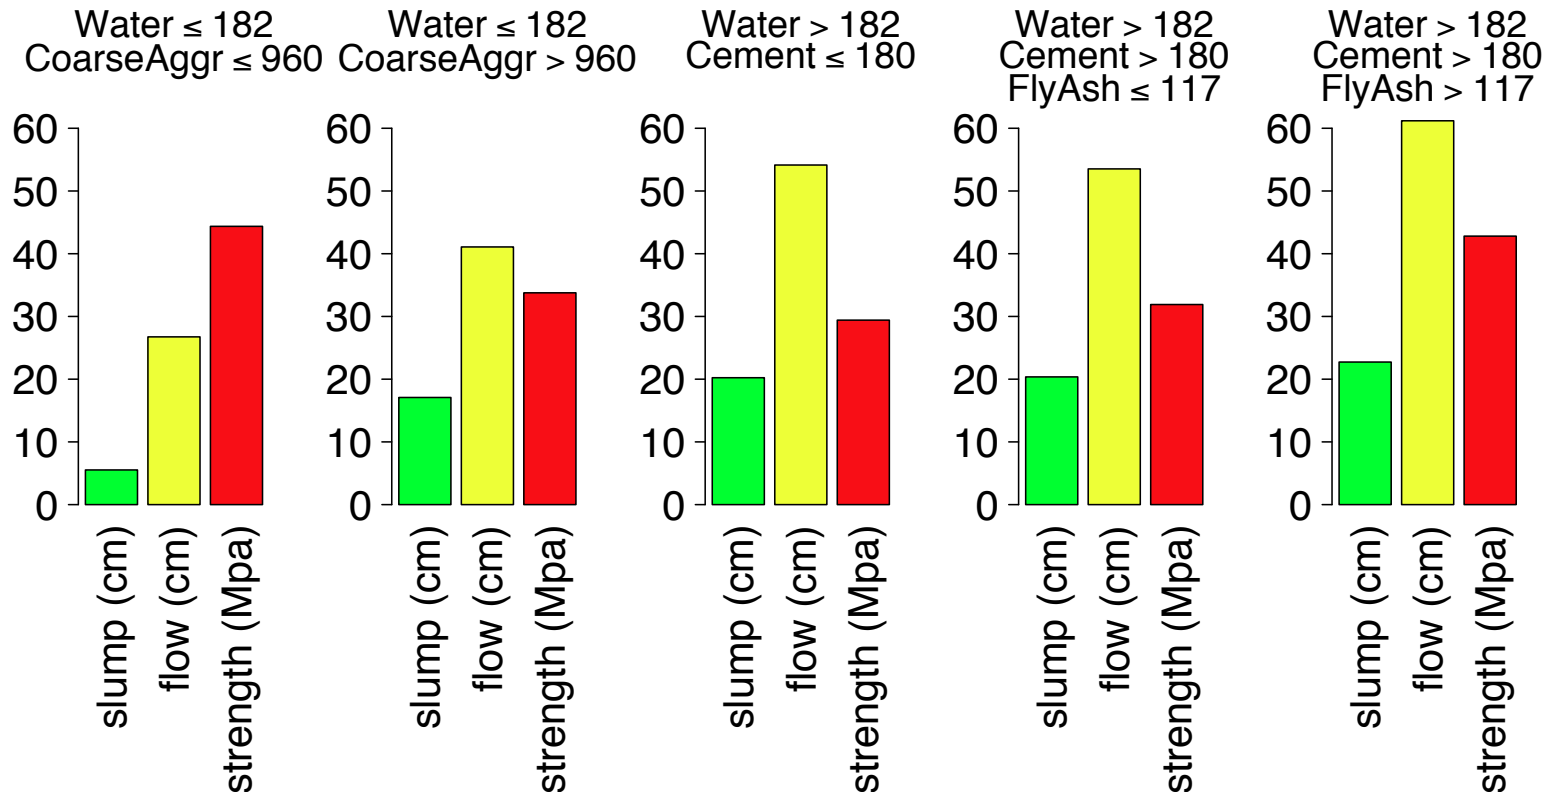 Water ≤ 182
CoarseAggr ≤ 960
60
50
40
30
20
10
0
slump (cm)
flow (cm)
strength (Mpa)
Water ≤ 182
CoarseAggr > 960
60
50
40
30
20
10
0
slump (cm)
flow (cm)
strength (Mpa)
Water > 182
Cement ≤ 180
60
50
40
30
20
10
0
slump (cm)
flow (cm)
strength (Mpa)
Water > 182
Cement > 180
FlyAsh ≤ 117
60
50
40
30
20
10
0
slump (cm)
flow (cm)
strength (Mpa)
Water > 182
Cement > 180
FlyAsh > 117
60
50
40
30
20
10
0
slump (cm)
flow (cm)
strength (Mpa)